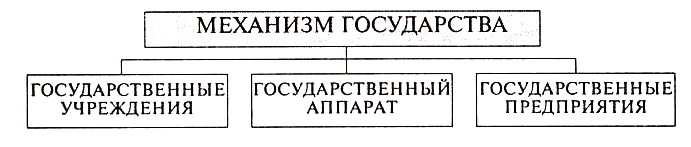 МЕХАНИЗМ ГОСУДАРСТВА
ГОСУДАРСТВЕННЫЕ
УЧРЕЖДЕНИЯ
ГОСУДАРСТВЕННЫЙ
АППАРАТ
ГОСУДАРСТВЕННЫЕ
ПРЕДПРИЯТИЯ